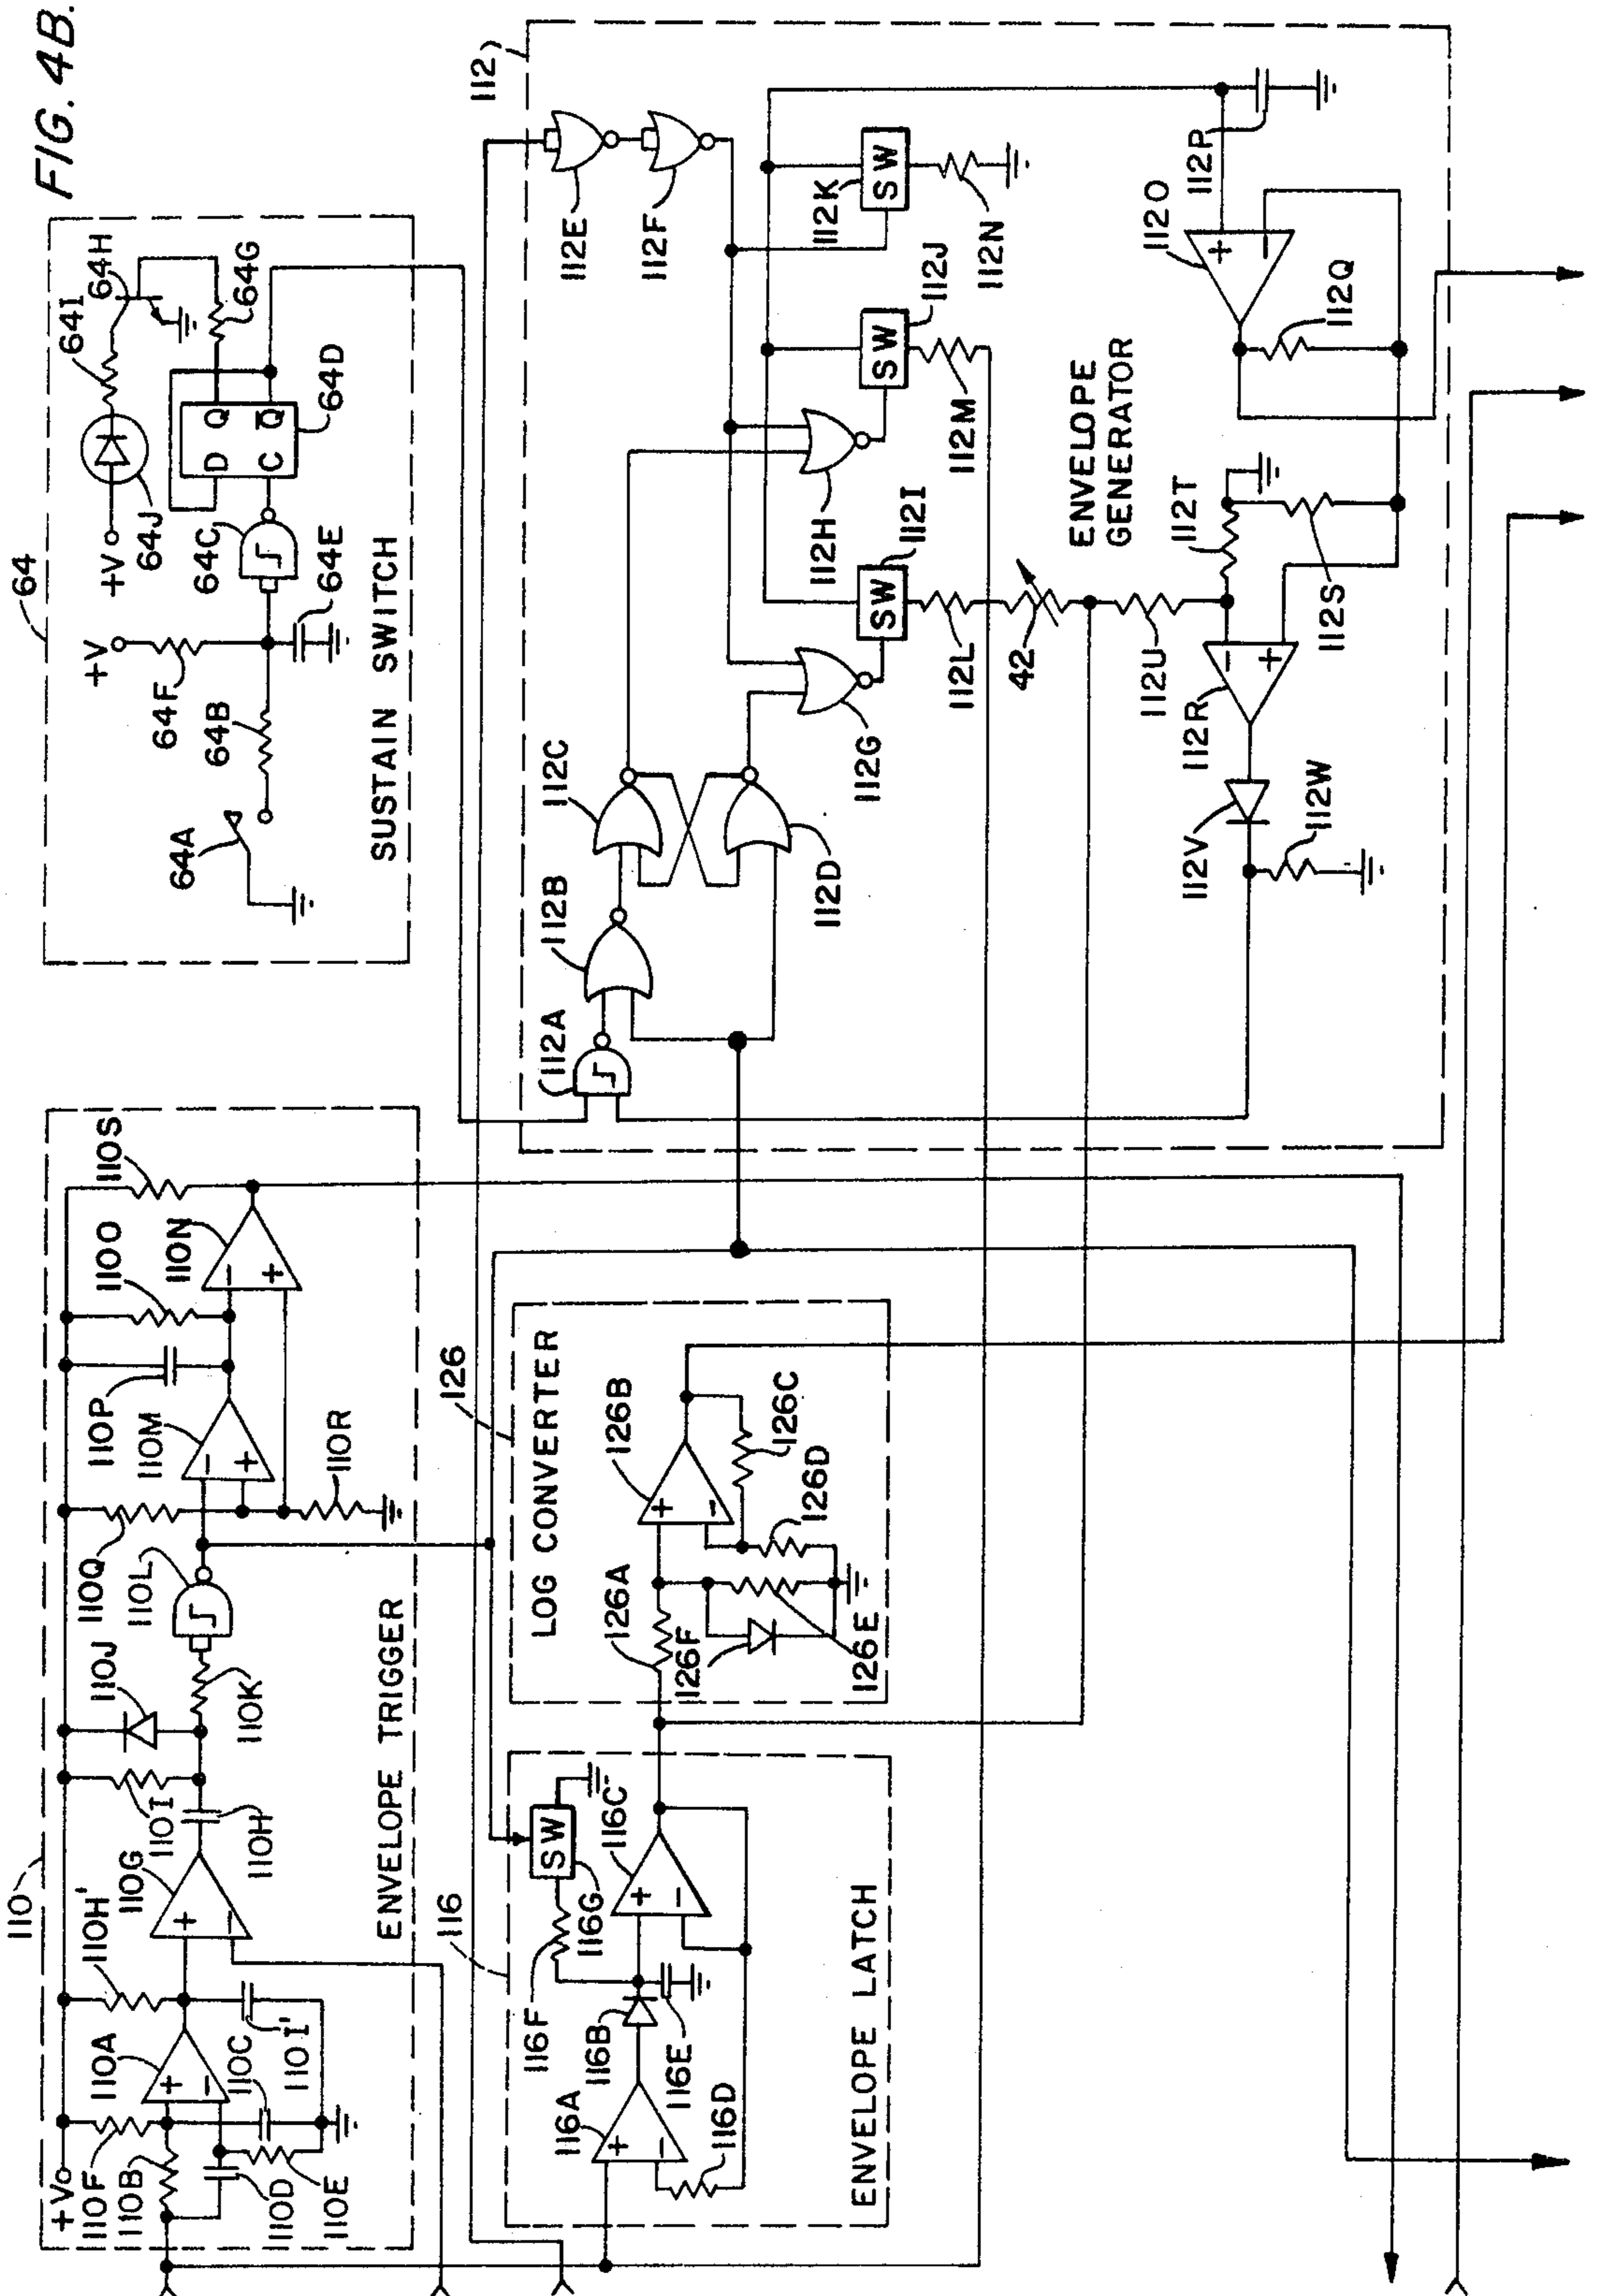 FIG. 4B.
64
+V
64I
64H
64G
64J
+V
64C
64D
D Q
C Q̅
64E
64F
64B
64A
SUSTAIN SWITCH
112
112E
112F
112K
SW
112N
112P
112J
SW
112M
112O
112Q
112H
112I
SW
112L
42
112G
ENVELOPE
GENERATOR
112T
112S
112U
112R
112V
112W
+
−
−
+
112C
112D
112B
112A
110
+V
110F
110B
110D
110E
110A
110C
110I'
110H'
110G
110H
110I
110J
110K
110L
110Q
110M
110R
110P
110O
110N
110S
+
−
+
−
−
+
−
+
ENVELOPE TRIGGER
126
LOG CONVERTER
126A
126B
126C
126D
126E
126F
+
−
116
116A
116B
116C
116D
116E
116F
116G
SW
+
−
+
−
ENVELOPE LATCH